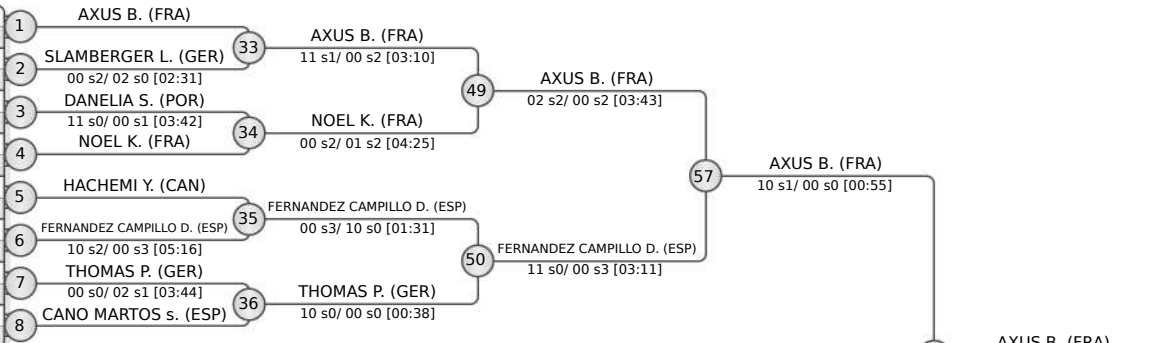 1
AXUS B. (FRA)
2
SLAMBERGER L. (GER)
00 s2/ 02 s0 [02:31]
3
DANELIA S. (POR)
11 s0/ 00 s1 [03:42]
4
NOEL K. (FRA)
5
HACHEMI Y. (CAN)
6
FERNANDEZ CAMPILLO D. (ESP)
10 s2/ 00 s3 [05:16]
7
THOMAS P. (GER)
00 s0/ 02 s1 [03:44]
8
CANO MARTOS s. (ESP)
33
AXUS B. (FRA)
11 s1/ 00 s2 [03:10]
34
NOEL K. (FRA)
00 s2/ 01 s2 [04:25]
35
FERNANDEZ CAMPILLO D. (ESP)
00 s3/ 10 s0 [01:31]
36
THOMAS P. (GER)
10 s0/ 00 s0 [00:38]
49
AXUS B. (FRA)
02 s2/ 00 s2 [03:43]
50
FERNANDEZ CAMPILLO D. (ESP)
11 s0/ 00 s3 [03:11]
57
AXUS B. (FRA)
10 s1/ 00 s0 [00:55]
AXUS B. (FRA)